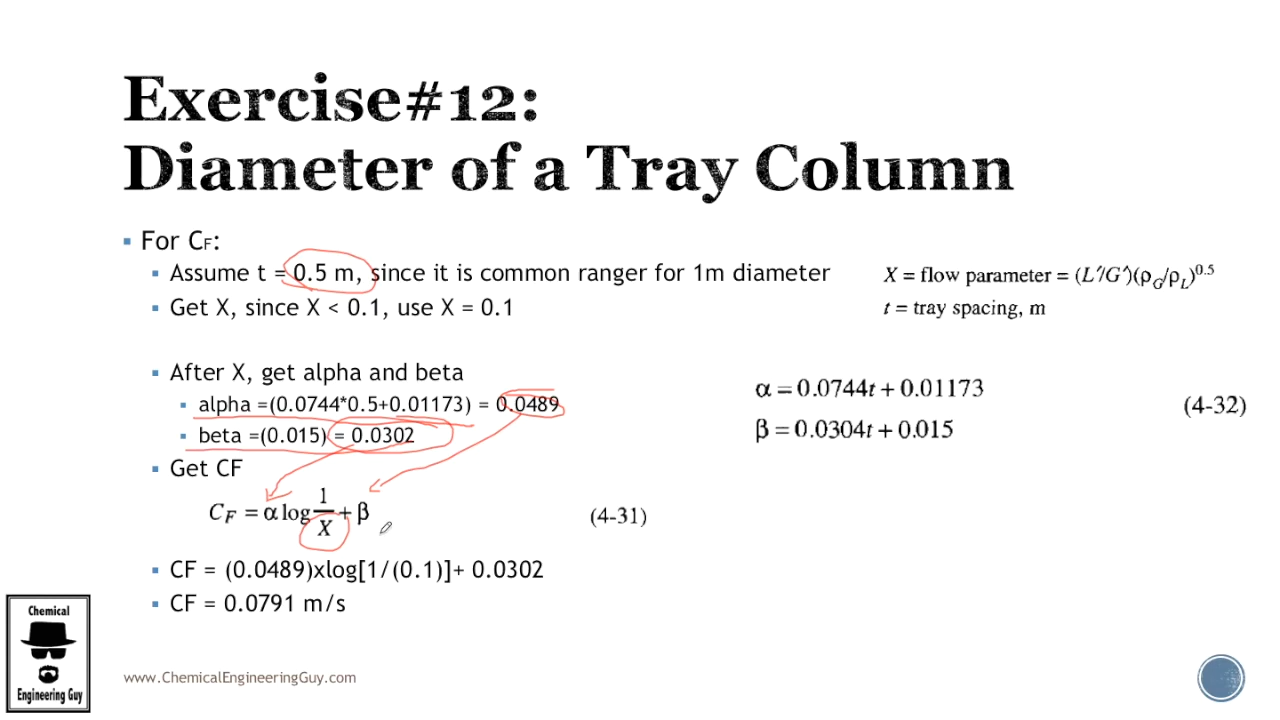 Exercise#12:
Diameter of a Tray Column
▪ For CF:
▪ Assume t = 0.5 m, since it is common ranger for 1m diameter
▪ Get X, since X < 0.1, use X = 0.1
X = flow parameter = (L′/G′)(ρG/ρL)^0.5
t = tray spacing, m
▪ After X, get alpha and beta
▪ alpha =(0.0744*0.5+0.01173) = 0.0489
▪ beta =(0.015) = 0.0302
α = 0.0744t + 0.01173
β = 0.0304t + 0.015
(4-32)
▪ Get CF
CF = α log 1/X + β
(4-31)
▪ CF = (0.0489)xlog[1/(0.1)]+ 0.0302
▪ CF = 0.0791 m/s
Chemical
Engineering Guy
www.ChemicalEngineeringGuy.com